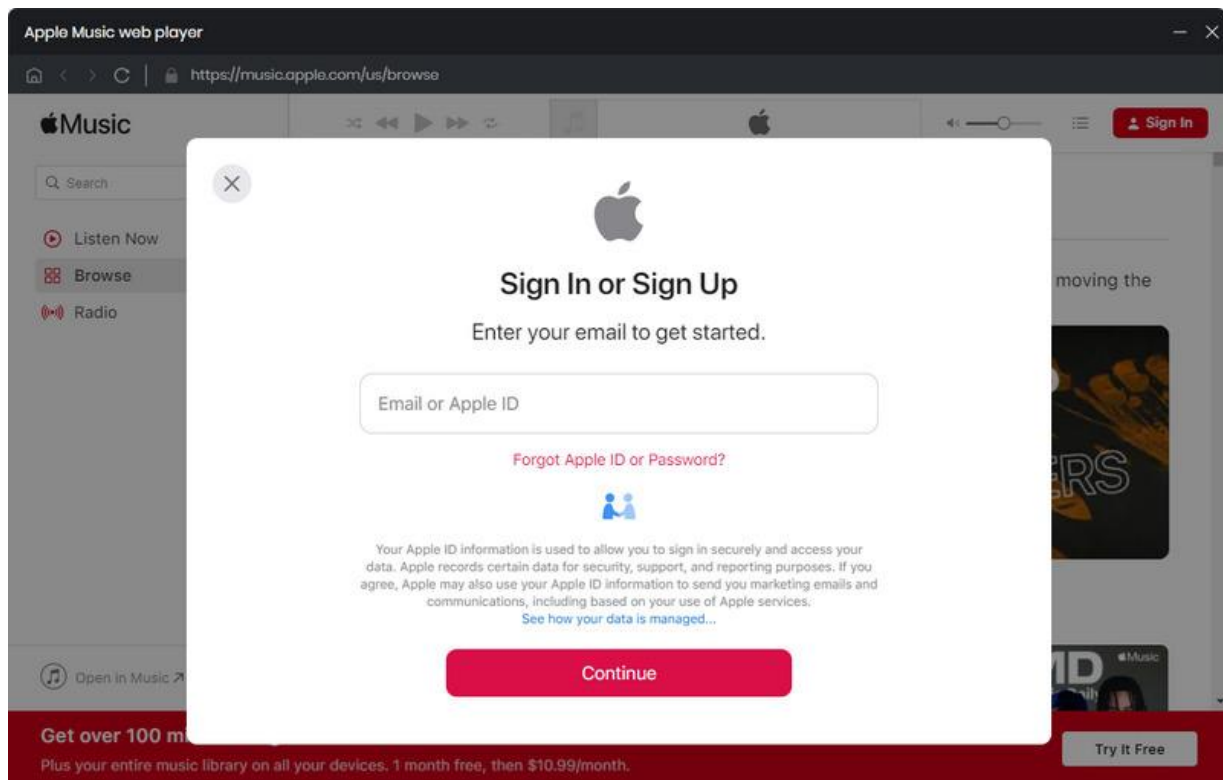 Apple Music web player
https://music.apple.com/us/browse
Music
Sign In
Search
Listen Now
Browse
Radio
moving the
Sign In or Sign Up
Enter your email to get started.
Email or Apple ID
Forgot Apple ID or Password?
Your Apple ID information is used to allow you to sign in securely and access your
data. Apple records certain data for security, support, and reporting purposes. If you
agree, Apple may also use your Apple ID information to send you marketing emails and
communications, including based on your use of Apple services.
See how your data is managed...
Continue
ERS
Music
Open in Music ↗
Get over 100 mi
Plus your entire music library on all your devices. 1 month free, then $10.99/month.
Try It Free